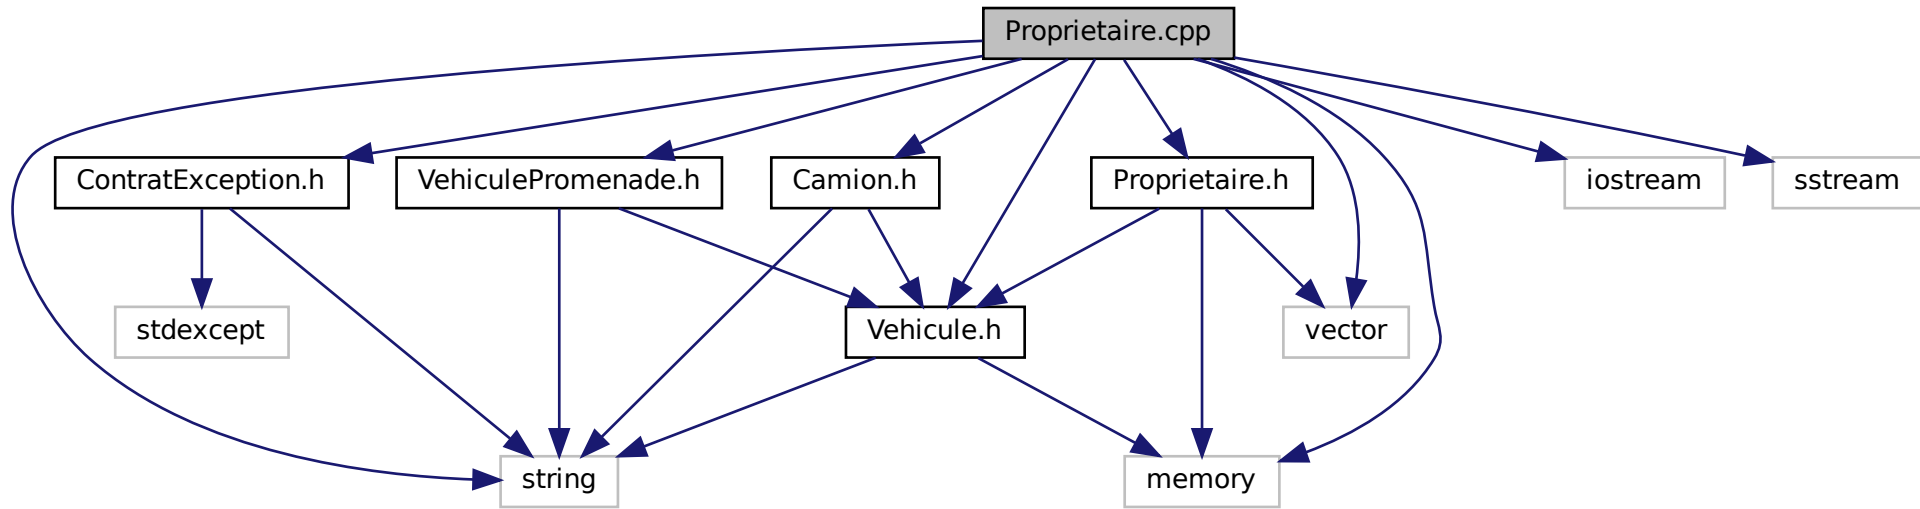 Proprietaire.cpp
ContratException.h
VehiculePromenade.h
Camion.h
Proprietaire.h
iostream
sstream
stdexcept
Vehicule.h
vector
string
memory